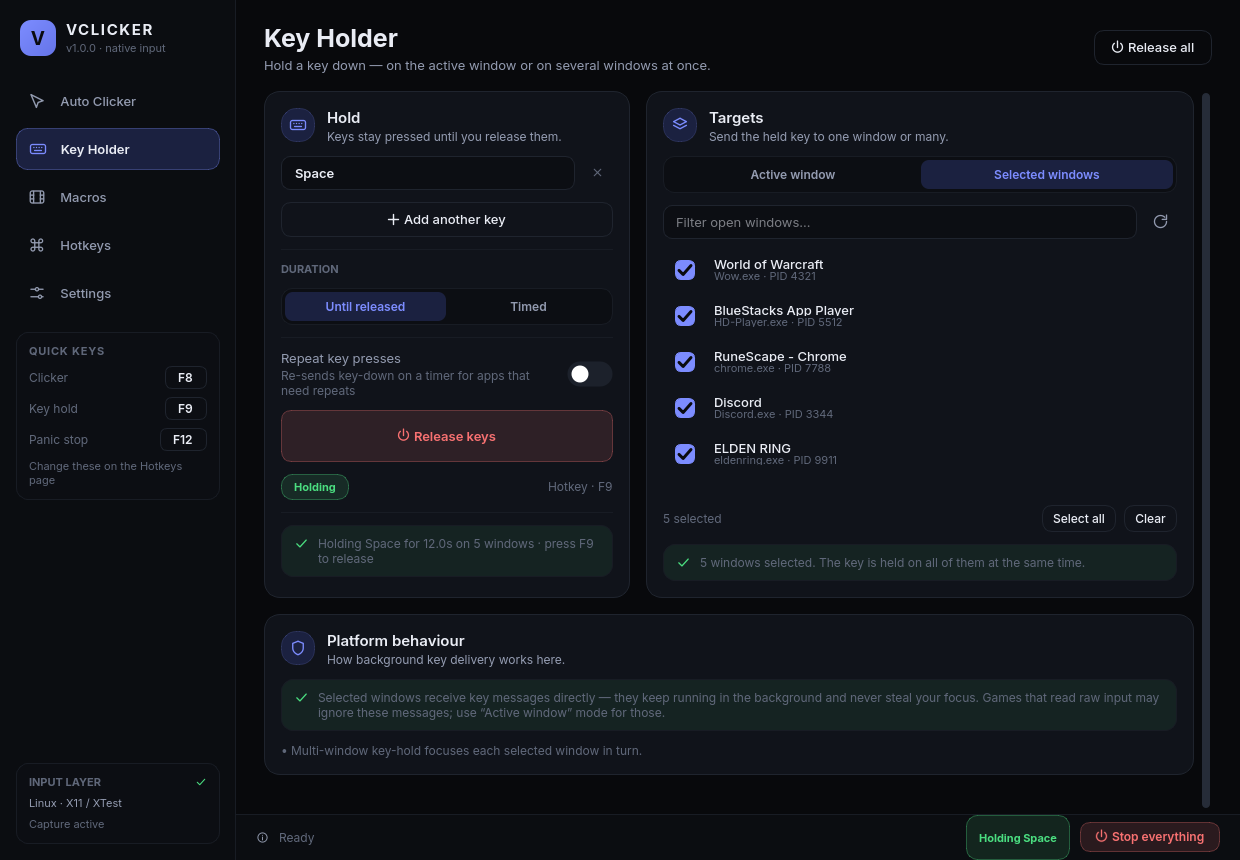 V
VCLICKER
v1.0.0 · native input
Auto Clicker
Key Holder
Macros
Hotkeys
Settings
QUICK KEYS
Clicker F8
Key hold F9
Panic stop F12
Change these on the Hotkeys
page
INPUT LAYER
Linux · X11 / XTest
Capture active
Key Holder
Hold a key down — on the active window or on several windows at once.
Release all
Hold
Keys stay pressed until you release them.
Space ×
Add another key
DURATION
Until released Timed
Repeat key presses
Re-sends key-down on a timer for apps that
need repeats
Release keys
Holding Hotkey · F9
Holding Space for 12.0s on 5 windows · press F9
to release
Targets
Send the held key to one window or many.
Active window Selected windows
Filter open windows...
World of Warcraft
Wow.exe · PID 4321
BlueStacks App Player
HD-Player.exe · PID 5512
RuneScape - Chrome
chrome.exe · PID 7788
Discord
Discord.exe · PID 3344
ELDEN RING
eldenring.exe · PID 9911
5 selected Select all Clear
5 windows selected. The key is held on all of them at the same time.
Platform behaviour
How background key delivery works here.
Selected windows receive key messages directly — they keep running in the background and never steal your focus. Games that read raw input may
ignore these messages; use “Active window” mode for those.
• Multi-window key-hold focuses each selected window in turn.
Ready Holding Space Stop everything